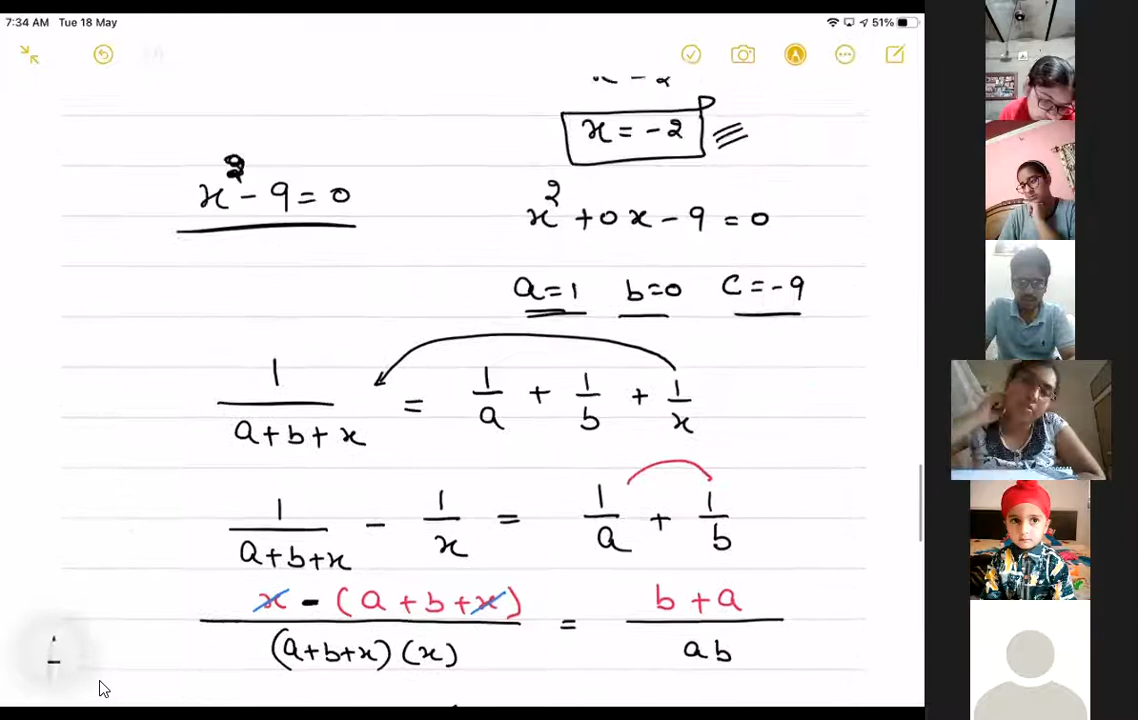 7:34 AM Tue 18 May 51%
x = -2
x² - 9 = 0
x² + 0x - 9 = 0
a=1 b=0 c=-9
1/(a+b+x) = 1/a + 1/b + 1/x
1/(a+b+x) - 1/x = 1/a + 1/b
x - (a+b+x) / (a+b+x)(x) = b+a / ab